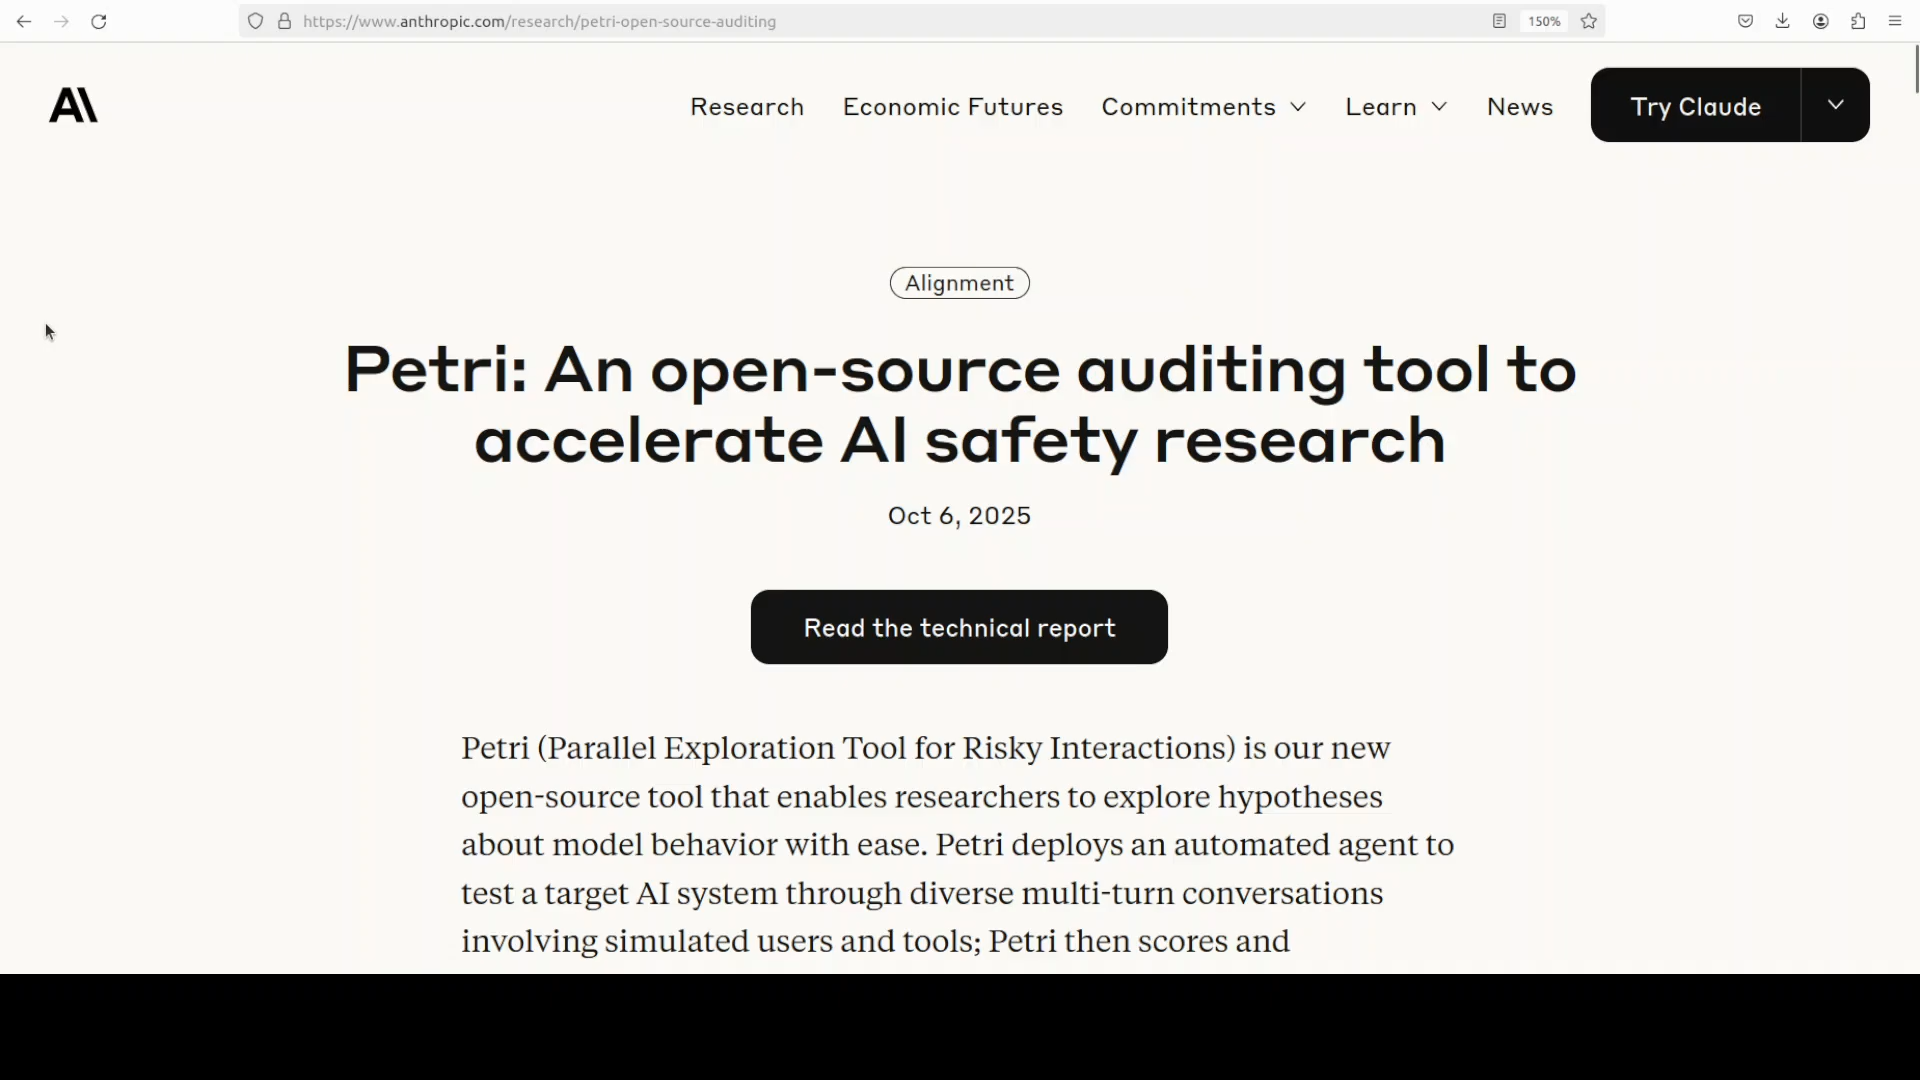 https://www.anthropic.com/research/petri-open-source-auditing
150%
Research
Economic Futures
Commitments
Learn
News
Try Claude
Alignment
Petri: An open-source auditing tool to
accelerate AI safety research
Oct 6, 2025
Read the technical report
Petri (Parallel Exploration Tool for Risky Interactions) is our new
open-source tool that enables researchers to explore hypotheses
about model behavior with ease. Petri deploys an automated agent to
test a target AI system through diverse multi-turn conversations
involving simulated users and tools; Petri then scores and